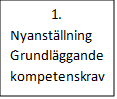 1.
Nyanställning
Grundläggande
kompetenskrav